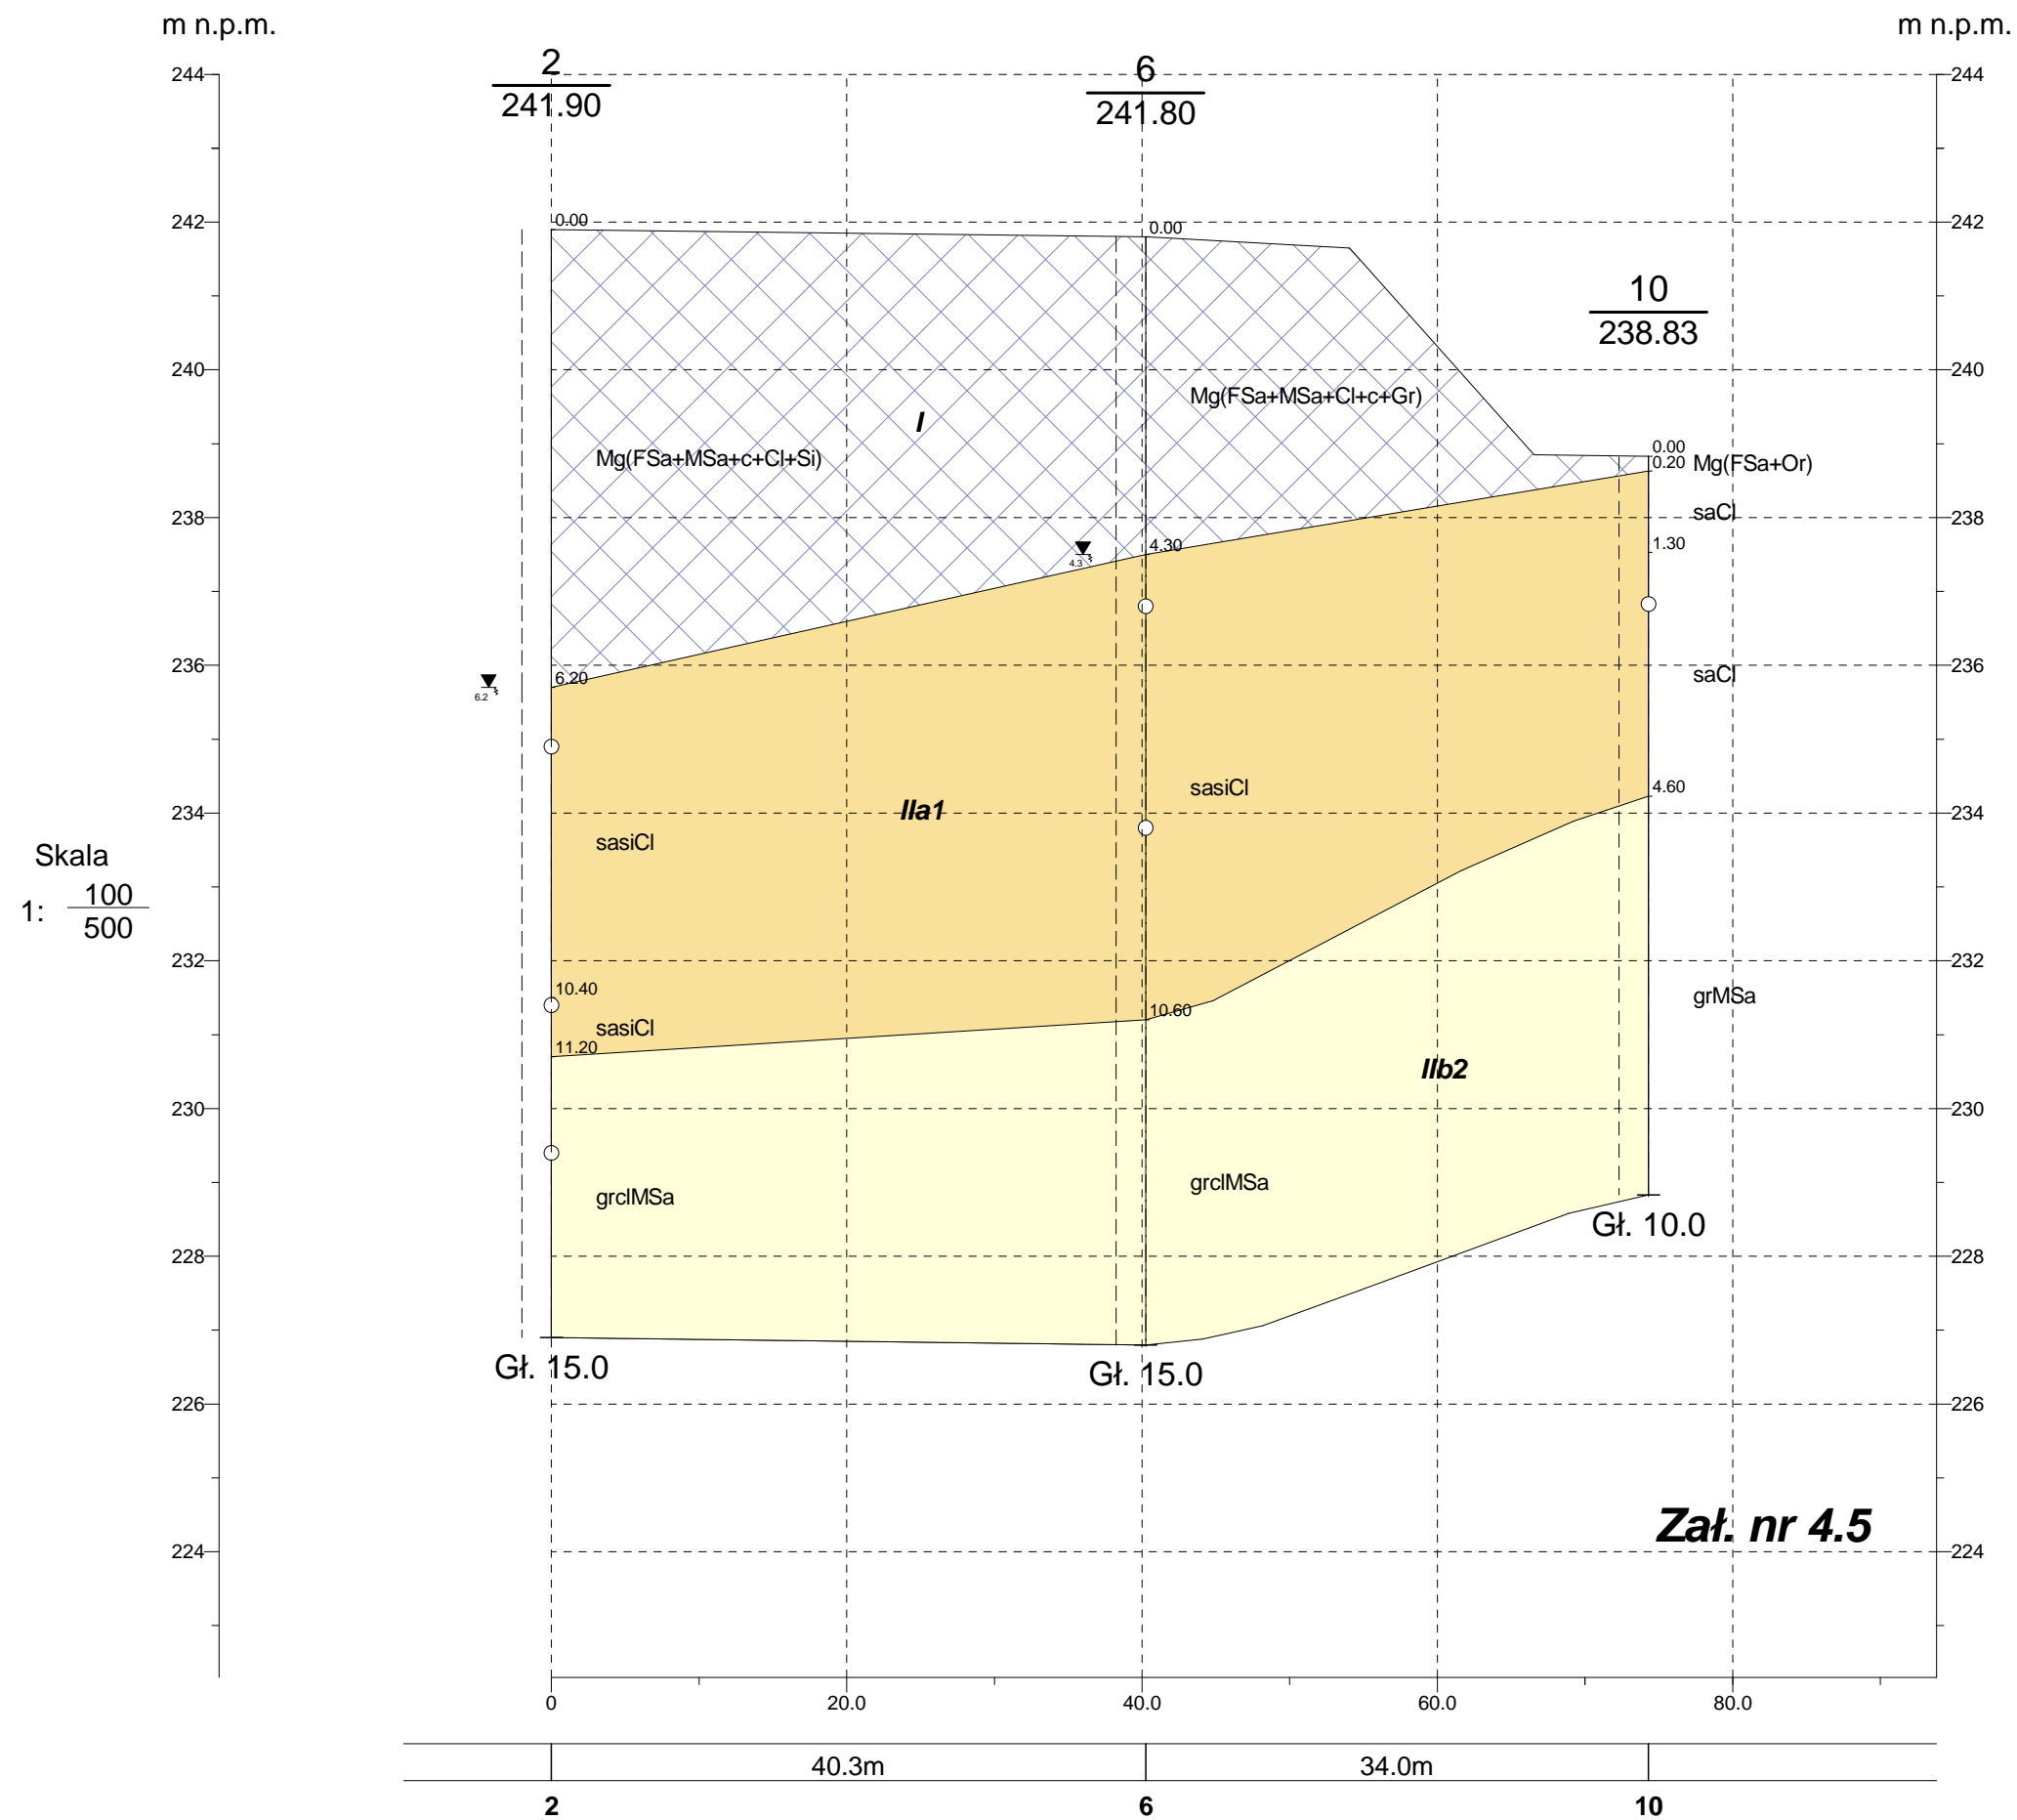 m n.p.m.
m n.p.m.
2
241.90
6
241.80
10
238.83
244
242
240
238
236
234
232
230
228
226
224
244
242
240
238
236
234
232
230
228
226
224
Skala
1: 100
500
0.00
0.00
0.00
0.20
Mg(FSa+Or)
saCl
1.30
I
Mg(FSa+MSa+Cl+c+Gr)
Mg(FSa+MSa+c+Cl+Si)
4.3
4.30
6.2
6.20
saCl
sasiCl
4.60
IIa1
sasiCl
10.40
grMSa
10.60
sasiCl
11.20
IIb2
grclMSa
grclMSa
Gł. 10.0
Gł. 15.0
Gł. 15.0
Zał. nr 4.5
0
20.0
40.0
60.0
80.0
40.3m
34.0m
2
6
10